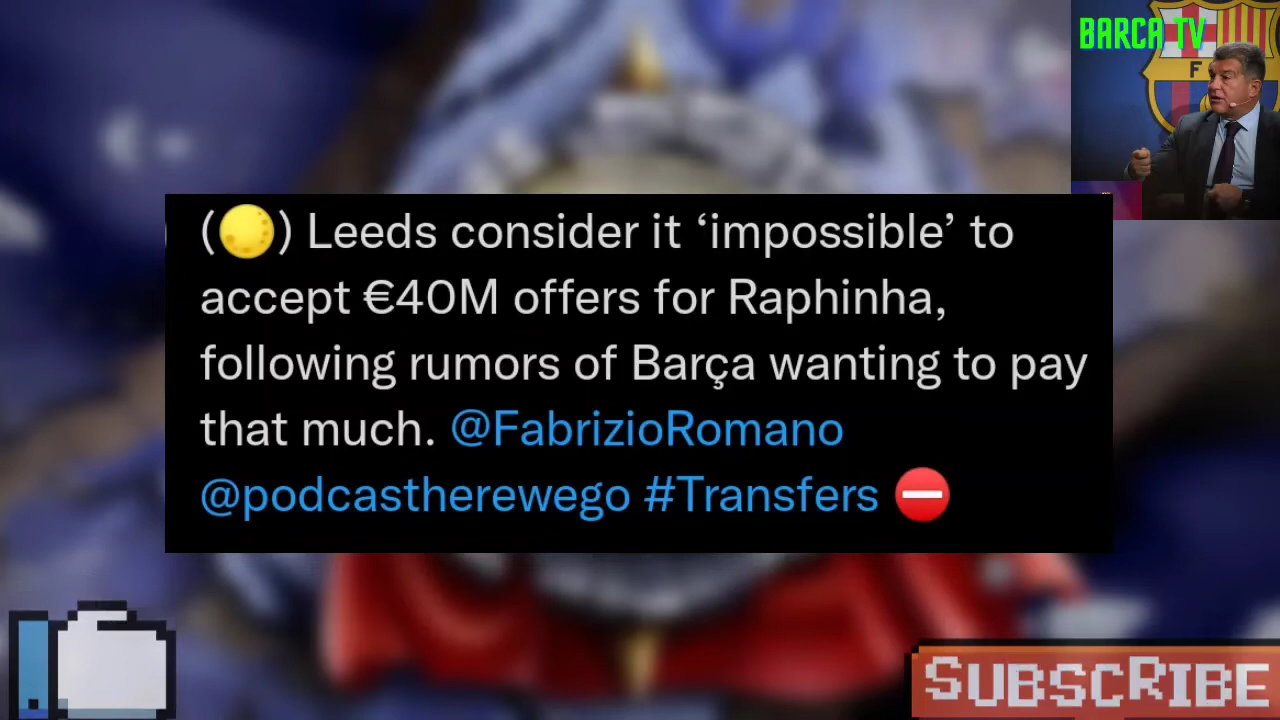 BARCA TV
F
(🌕) Leeds consider it ‘impossible’ to
accept €40M offers for Raphinha,
following rumors of Barça wanting to pay
that much. @FabrizioRomano
@podcastherewego #Transfers ⛔
SUBSCRIBE